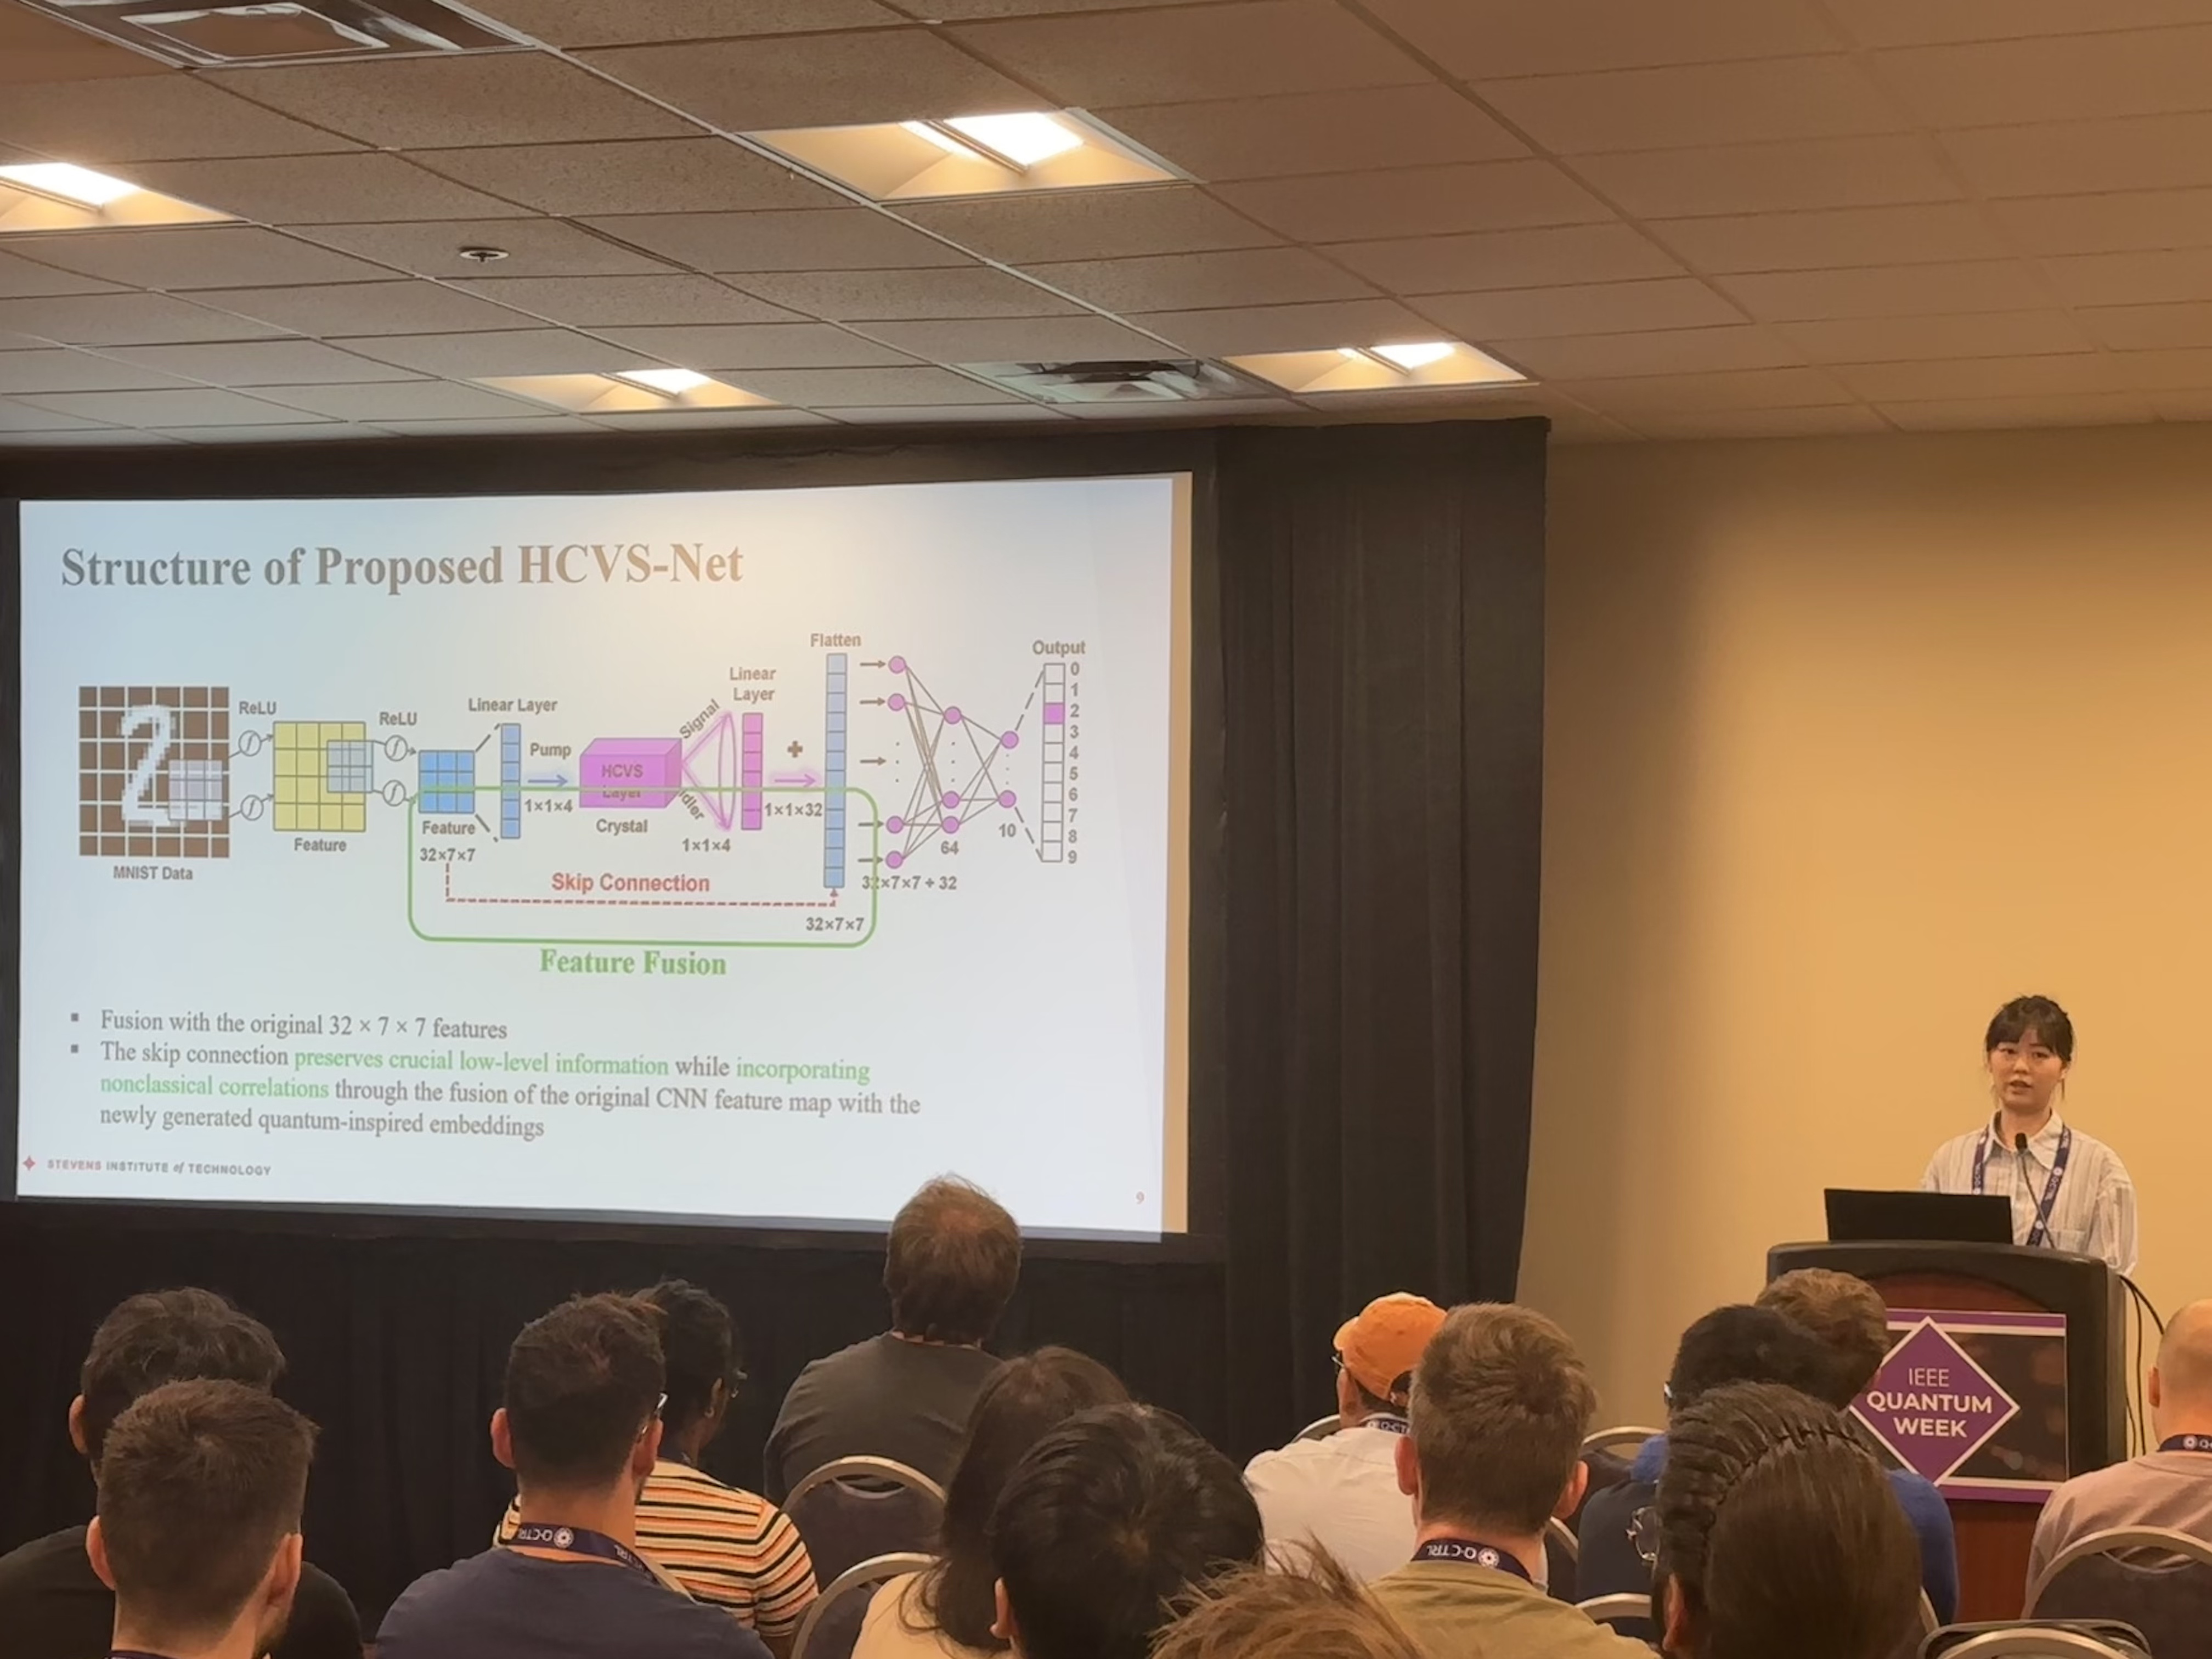 Structure of Proposed HCVS-Net
Flatten
Output
Linear
Layer
Linear Layer
ReLU
ReLU
Signal
Pump
+
HCVS
Layer
Idler
1×1×4
1×1×32
Crystal
1×1×4
Feature
32×7×7
Feature
MNIST Data
Skip Connection
32×7×7 + 32
32×7×7
64
10
0
1
2
3
4
5
6
7
8
9
Feature Fusion
▪ Fusion with the original 32 × 7 × 7 features
▪ The skip connection preserves crucial low-level information while incorporating
nonclassical correlations through the fusion of the original CNN feature map with the
newly generated quantum-inspired embeddings
STEVENS INSTITUTE of TECHNOLOGY
9
IEEE
QUANTUM
WEEK
Q-CTRL
Q-CTRL